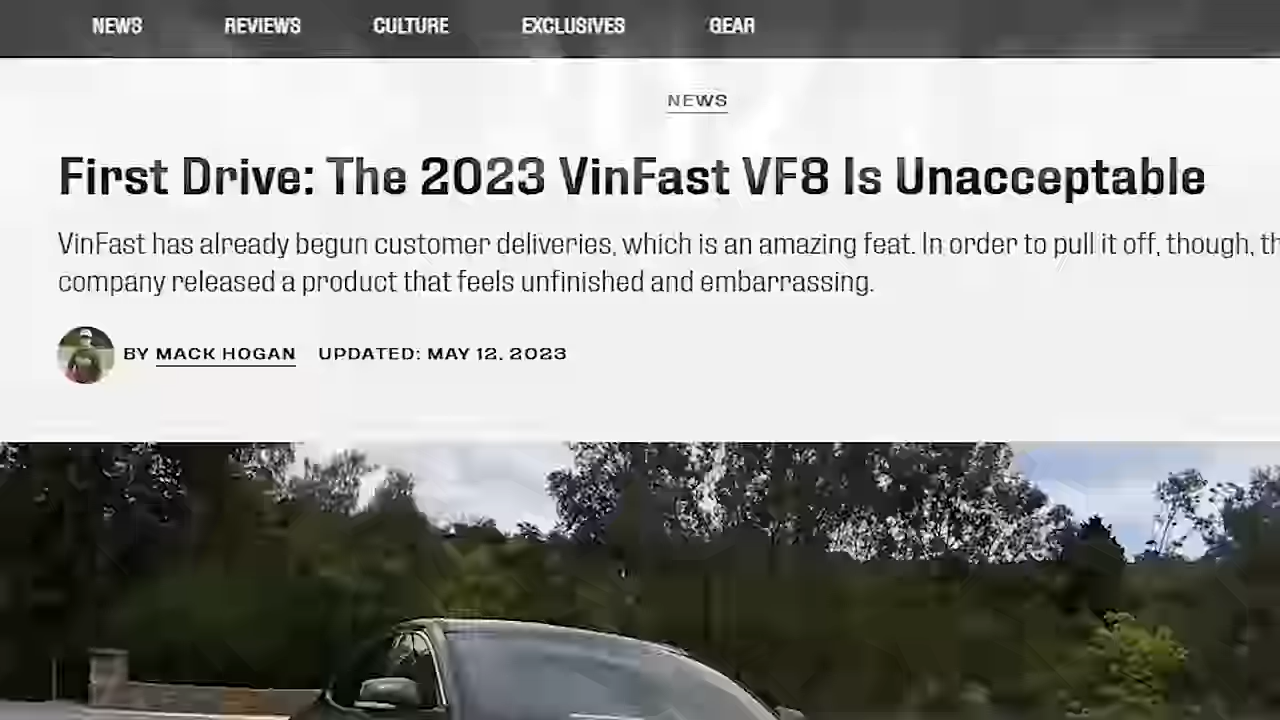 NEWS REVIEWS CULTURE EXCLUSIVES GEAR
NEWS
First Drive: The 2023 VinFast VF8 Is Unacceptable
VinFast has already begun customer deliveries, which is an amazing feat. In order to pull it off, though, th
company released a product that feels unfinished and embarrassing.
BY MACK HOGAN UPDATED: MAY 12, 2023